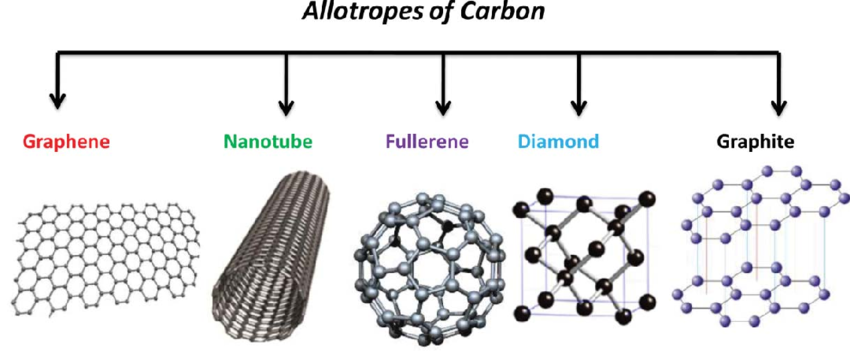 Allotropes of Carbon
Graphene Nanotube Fullerene Diamond Graphite